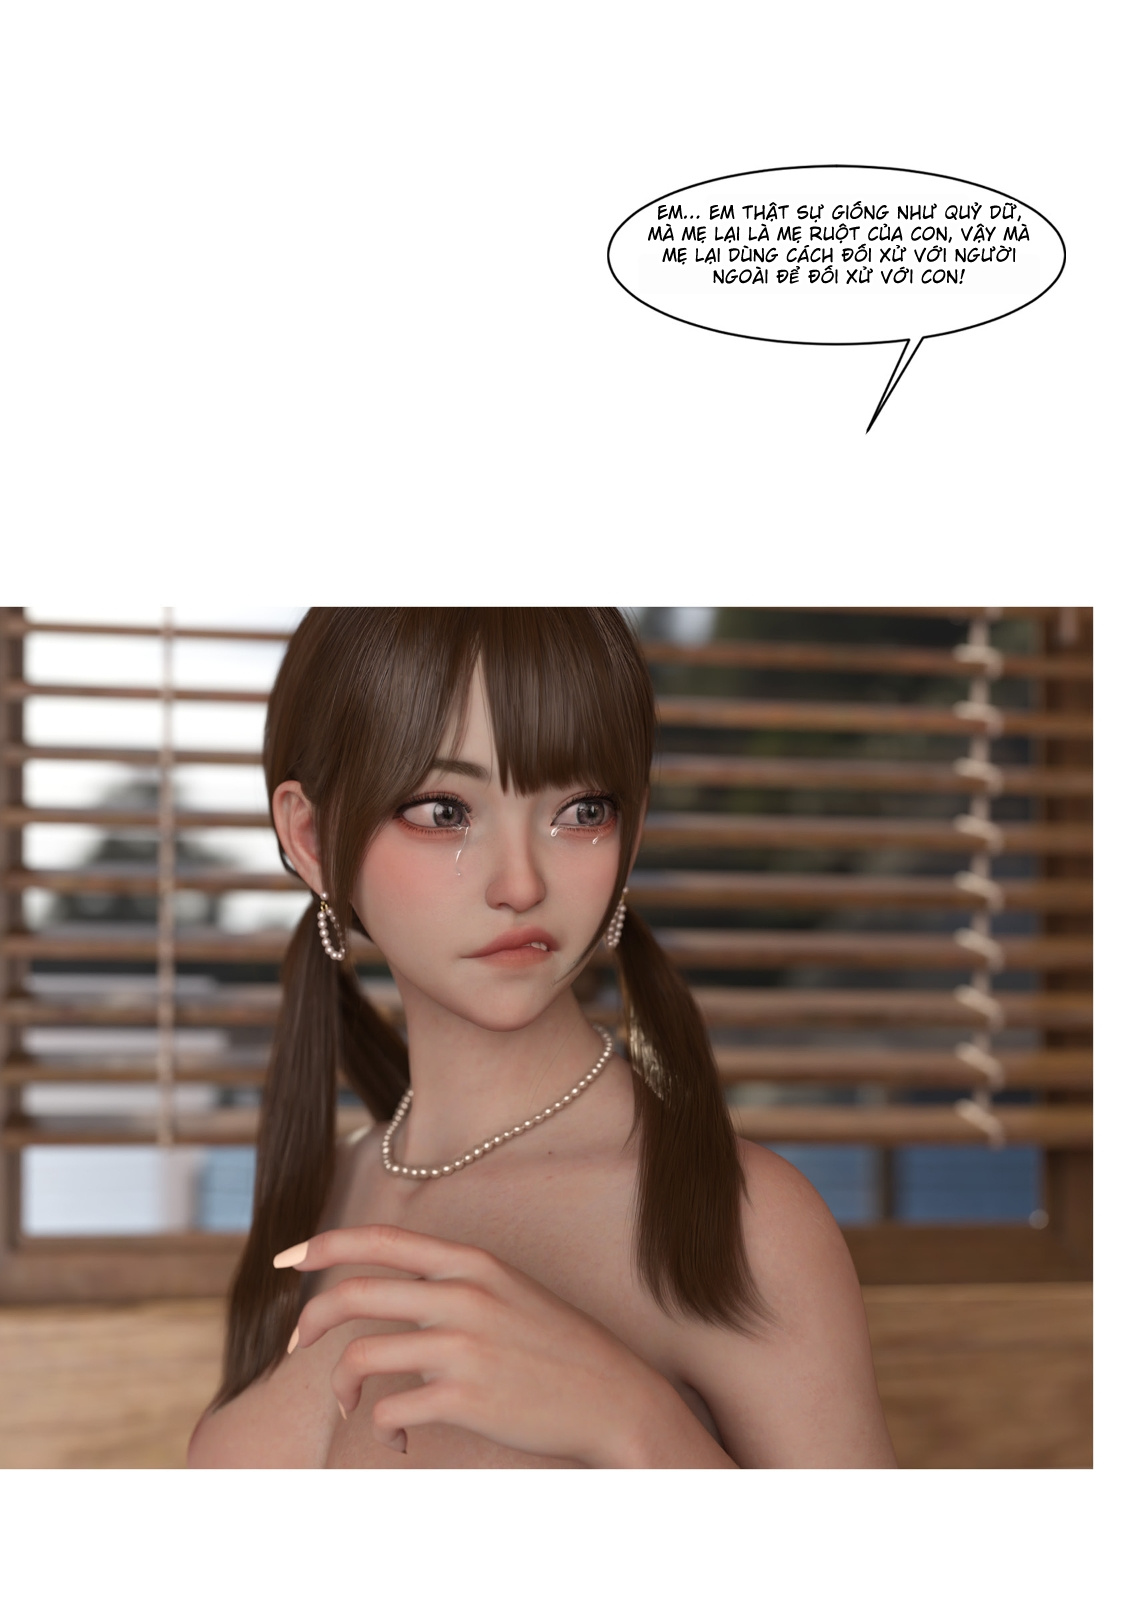 EM... EM THẬT SỰ GIỐNG NHƯ QUỶ DỮ,
MÀ MẸ LẠI LÀ MẸ RUỘT CỦA CON, VẬY MÀ
MẸ LẠI DÙNG CÁCH ĐỐI XỬ VỚI NGƯỜI
NGOÀI ĐỂ ĐỐI XỬ VỚI CON!